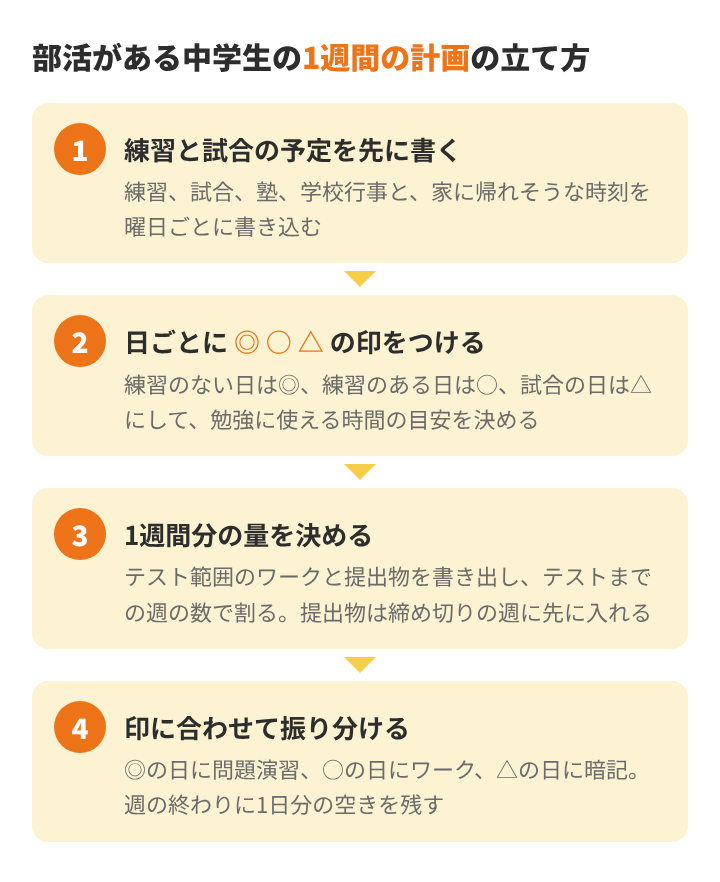 部活がある中学生の1週間の計画の立て方
1
練習と試合の予定を先に書く
練習、試合、塾、学校行事と、家に帰れそうな時刻を
曜日ごとに書き込む
2
日ごとに ◎ ○ △ の印をつける
練習のない日は◎、練習のある日は○、試合の日は△
にして、勉強に使える時間の目安を決める
3
1週間分の量を決める
テスト範囲のワークと提出物を書き出し、テストまで
の週の数で割る。提出物は締め切りの週に先に入れる
4
印に合わせて振り分ける
◎の日に問題演習、○の日にワーク、△の日に暗記。
週の終わりに1日分の空きを残す